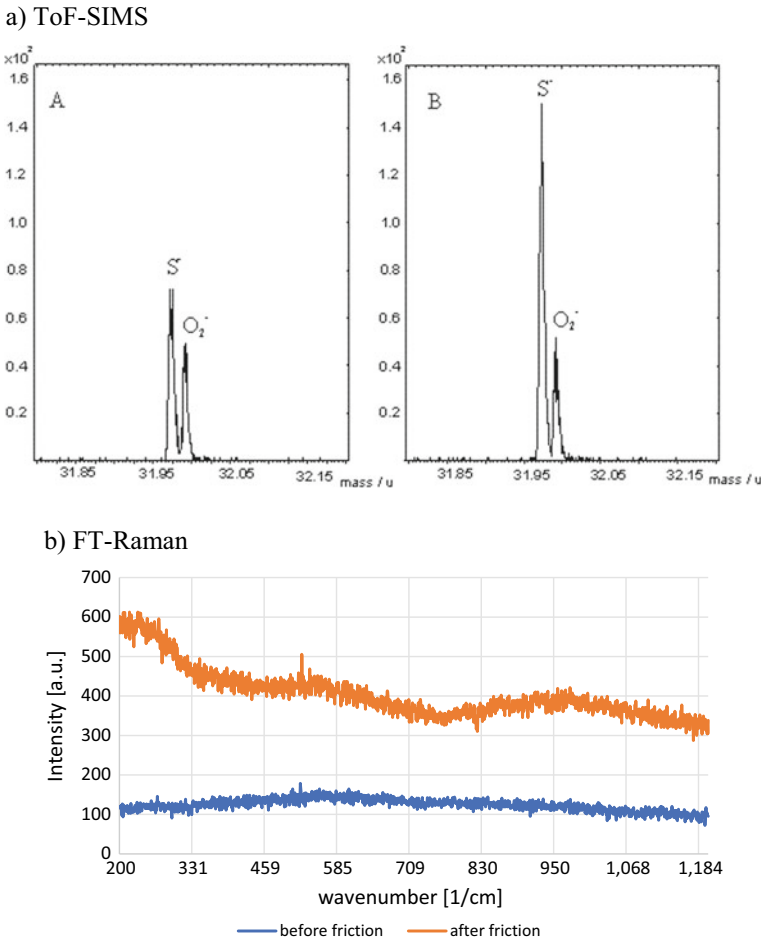 a) ToF-SIMS
×10²
1.6
1.4
1.2
1.0
0.8
0.6
0.4
0.2
A
S⁻
O₂⁻
31.85 31.95 32.05 32.15 mass / u
×10²
1.6
1.4
1.2
1.0
0.8
0.6
0.4
0.2
B
S⁻
O₂⁻
31.85 31.95 32.05 32.15 mass / u
b) FT-Raman
Intensity [a.u.]
700
600
500
400
300
200
100
0
200 331 459 585 709 830 950 1,068 1,184
wavenumber [1/cm]
before friction after friction